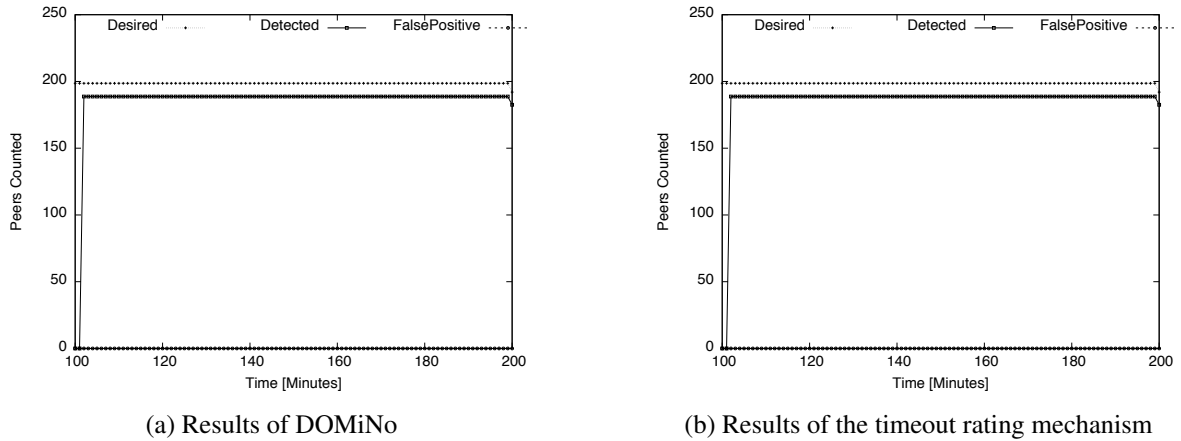 250
200
150
100
50
0
Peers Counted
Desired
Detected
FalsePositive
100 120 140 160 180 200
Time [Minutes]
(a) Results of DOMiNo
250
200
150
100
50
0
Peers Counted
Desired
Detected
FalsePositive
100 120 140 160 180 200
Time [Minutes]
(b) Results of the timeout rating mechanism